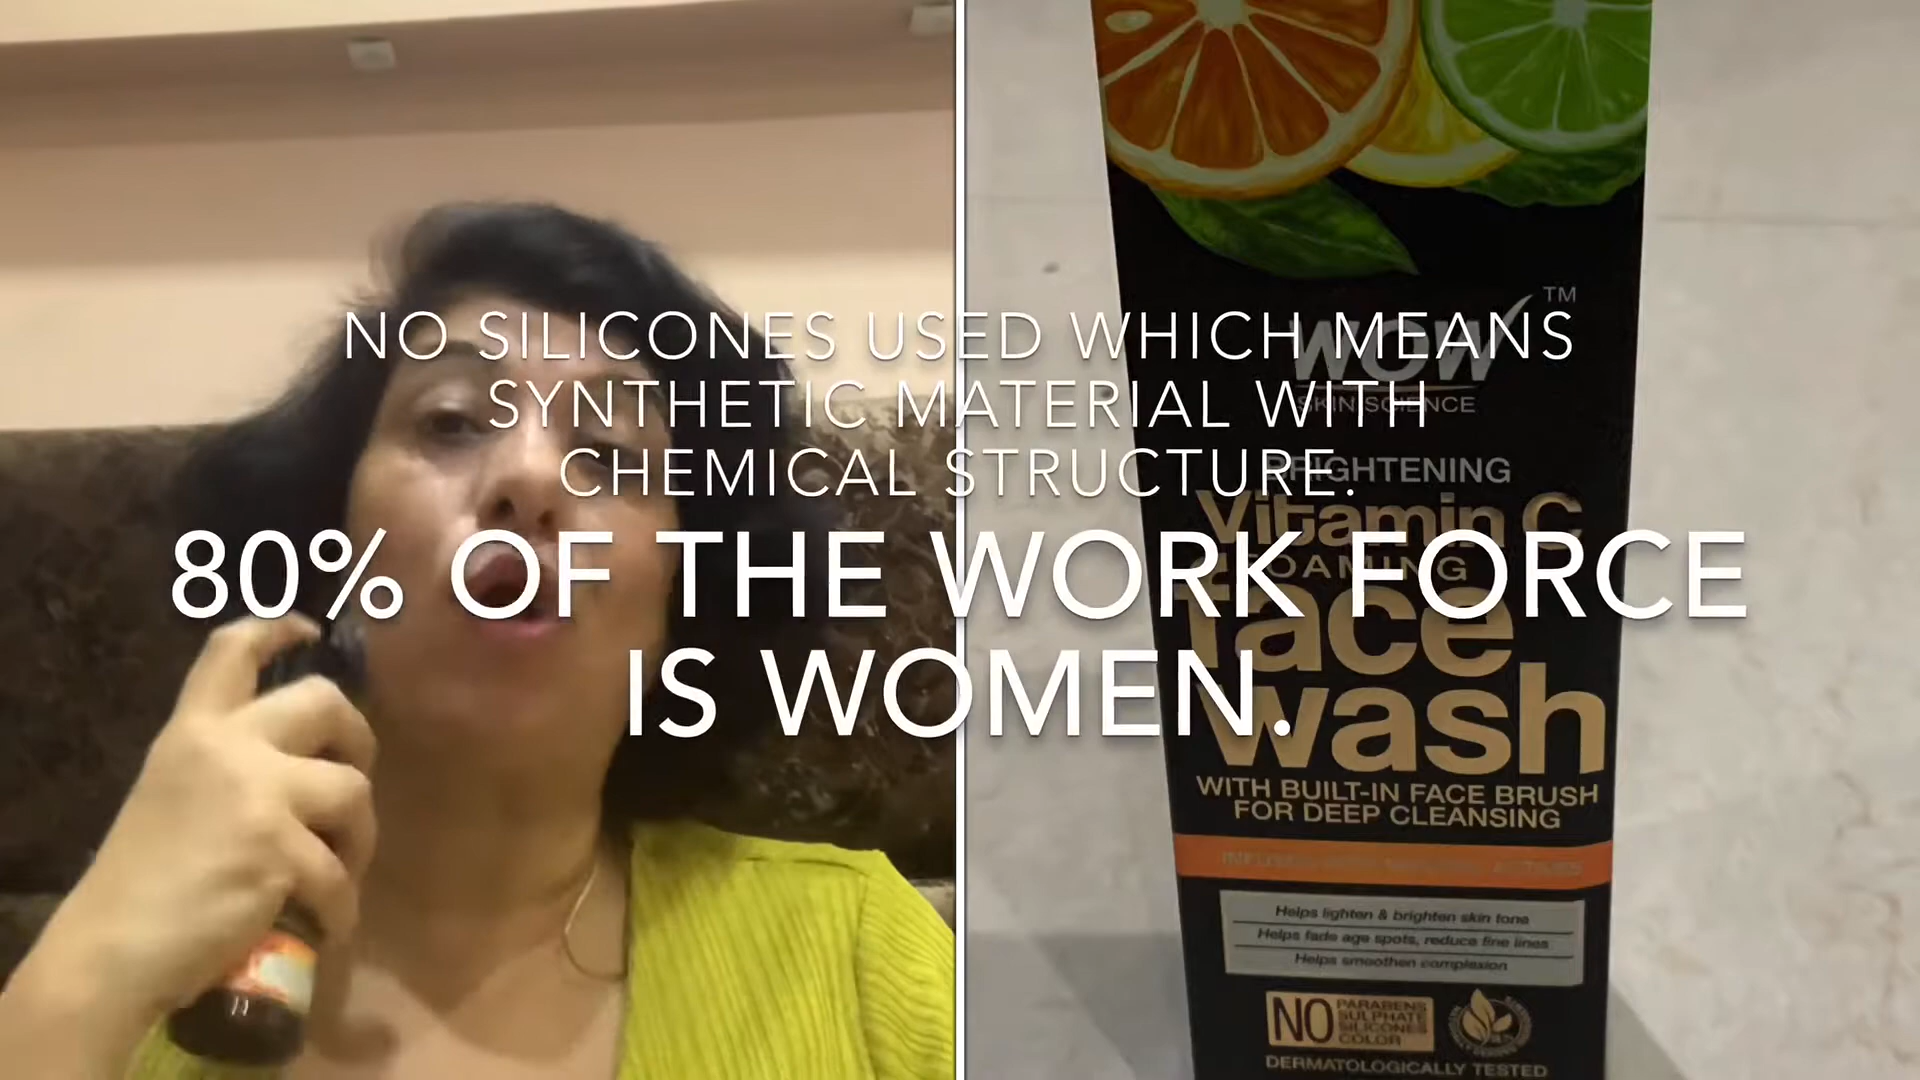 NO SILICONES USED WHICH MEANS
SYNTHETIC MATERIAL WITH
CHEMICAL STRUCTURE.
80% OF THE WORK FORCE
IS WOMEN.
WOW TM
SKIN SCIENCE
BRIGHTENING
Vitamin C
FOAMING
face
wash
WITH BUILT-IN FACE BRUSH
FOR DEEP CLEANSING
Helps lighten & brighten skin tone
Helps fade age spots, reduce fine lines
Helps smoothen complexion
NO
PARABENS
SULPHATE
SILICONES
COLOR
DERMATOLOGICALLY TESTED